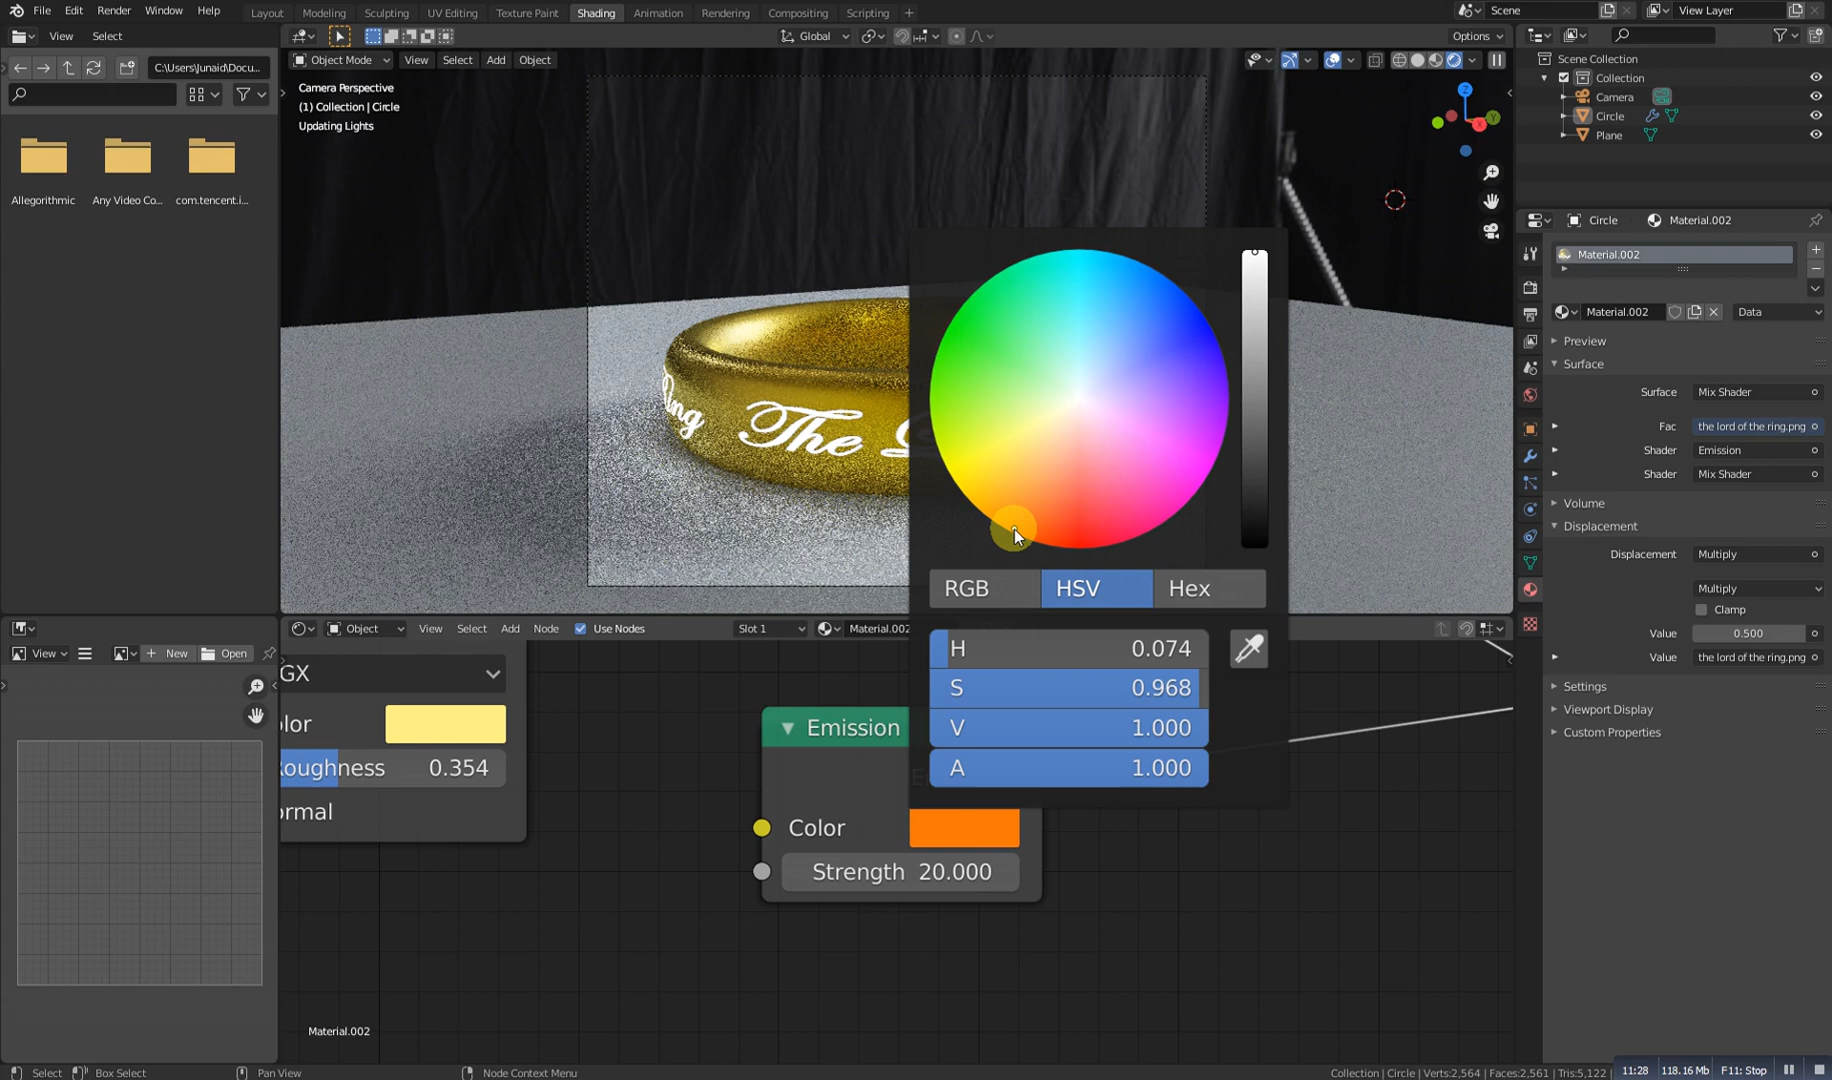 File Edit Render Window Help
Layout Modeling Sculpting UV Editing Texture Paint Shading Animation Rendering Compositing Scripting +
Scene
View Layer
View Select
C:\Users\Junaid\Docu...
Allegorithmic
Any Video Co...
com.tencent.i...
Global
Options
Object Mode View Select Add Object
Camera Perspective
(1) Collection | Circle
Updating Lights
Z
Y
X
ing The
RGB HSV Hex
H 0.074
S 0.968
V 1.000
A 1.000
Scene Collection
Collection
Camera
Circle
Plane
Circle Material.002
Material.002
Material.002 Data
Preview
Surface
Surface Mix Shader
Fac the lord of the ring.png
Shader Emission
Shader Mix Shader
Volume
Displacement
Displacement Multiply
Multiply
Clamp
Value 0.500
Value the lord of the ring.png
Settings
Viewport Display
Custom Properties
View New Open
Object View Select Add Node Use Nodes Slot 1 Material.002
GX
lor
Roughness 0.354
ormal
Emission
Color
Strength 20.000
Material.002
Select Box Select Pan View Node Context Menu
Collection | Circle | Verts:2,564 | Faces:2,561 | Tris:5,122
11:28 118.16 Mb F11: Stop